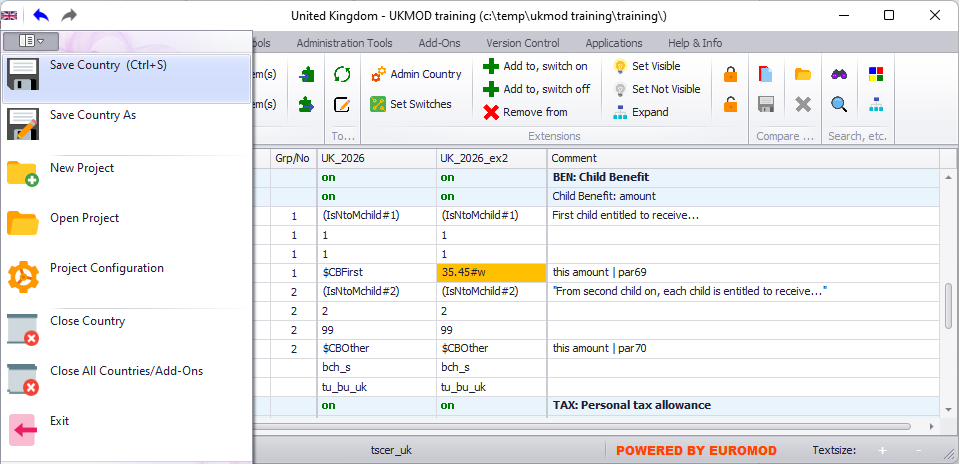 United Kingdom - UKMOD training (c:\temp\ukmod training\training\)
ols Administration Tools Add-Ons Version Control Applications Help & Info
Save Country (Ctrl+S)
Save Country As
New Project
Open Project
Project Configuration
Close Country
Close All Countries/Add-Ons
Exit
em(s) Admin Country Add to, switch on Set Visible
Add to, switch off Set Not Visible
em(s) Set Switches Remove from Expand
To... Extensions Compare ... Search, etc.
Grp/No UK_2026 UK_2026_ex2 Comment
on on BEN: Child Benefit
on on Child Benefit: amount
1 (IsNtoMchild#1) (IsNtoMchild#1) First child entitled to receive...
1 1 1
1 1 1
1 $CBFirst 35.45#w this amount | par69
2 (IsNtoMchild#2) (IsNtoMchild#2) "From second child on, each child is entitled to receive..."
2 2 2
2 99 99
2 $CBOther $CBOther this amount | par70
bch_s bch_s
tu_bu_uk tu_bu_uk
on on TAX: Personal tax allowance
tscer_uk POWERED BY EUROMOD Textsize: + -